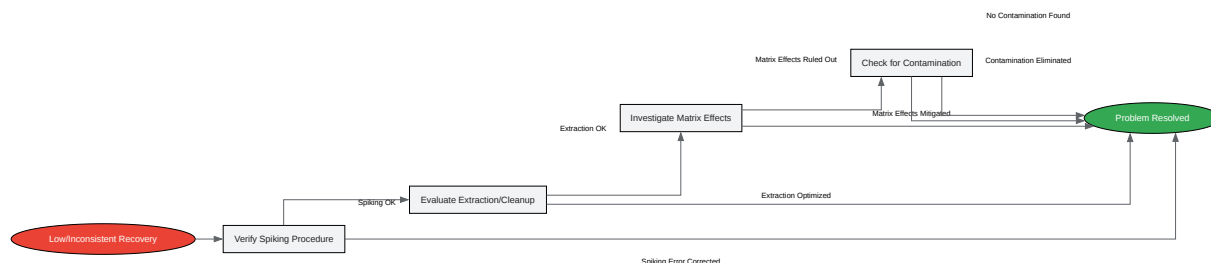 No Contamination Found
Matrix Effects Ruled Out
Check for Contamination
Contamination Eliminated
Matrix Effects Mitigated
Investigate Matrix Effects
Problem Resolved
Extraction OK
Extraction Optimized
Evaluate Extraction/Cleanup
Spiking OK
Low/Inconsistent Recovery
Verify Spiking Procedure
Spiking Error Corrected